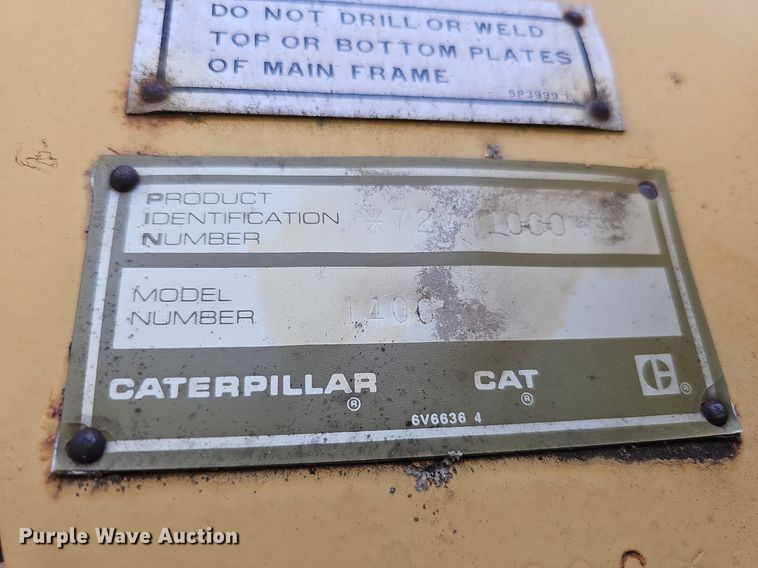 DO NOT DRILL OR WELD
TOP OR BOTTOM PLATES
OF MAIN FRAME
PRODUCT
IDENTIFICATION
NUMBER
MODEL
NUMBER
CATERPILLAR ®
CAT ®
C ®
6V6636 4
Purple Wave Auction